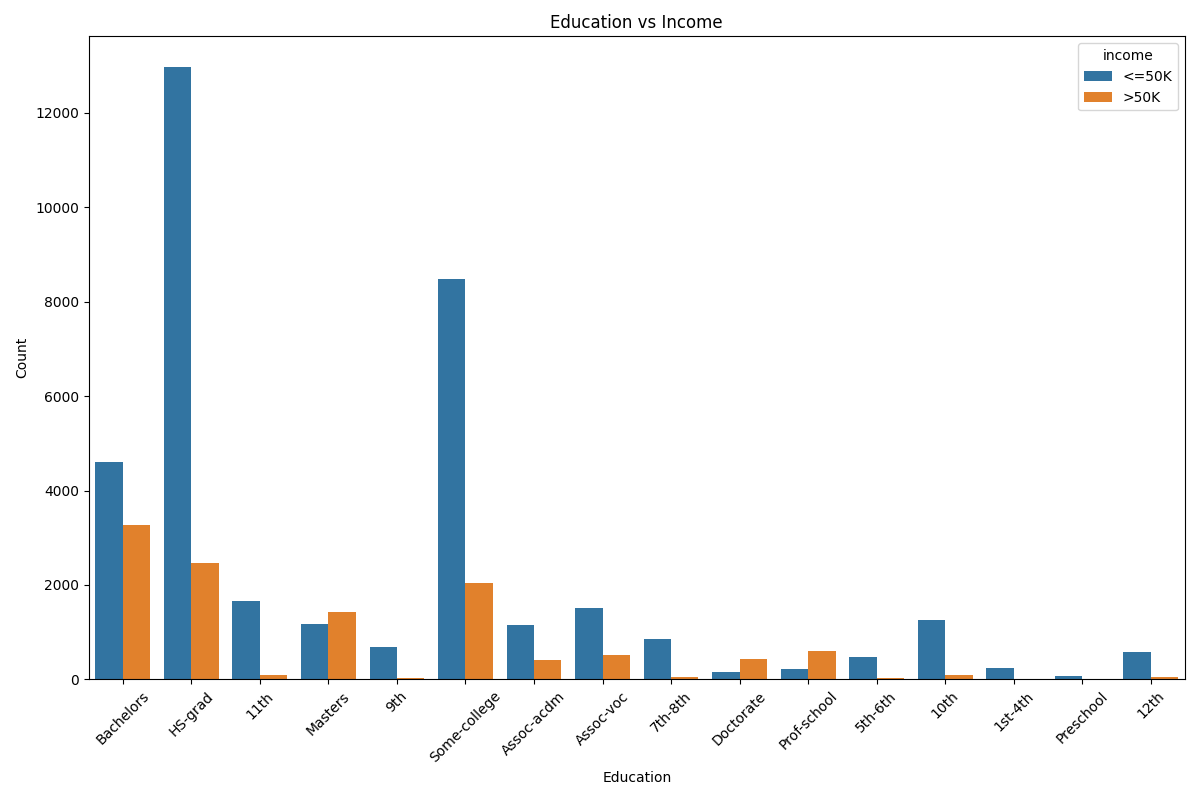 Education vs Income
income
<=50K
>50K
12000
10000
8000
6000
4000
2000
0
Count
Bachelors
HS-grad
11th
Masters
9th
Some-college
Assoc-acdm
Assoc-voc
7th-8th
Doctorate
Prof-school
5th-6th
10th
1st-4th
Preschool
12th
Education